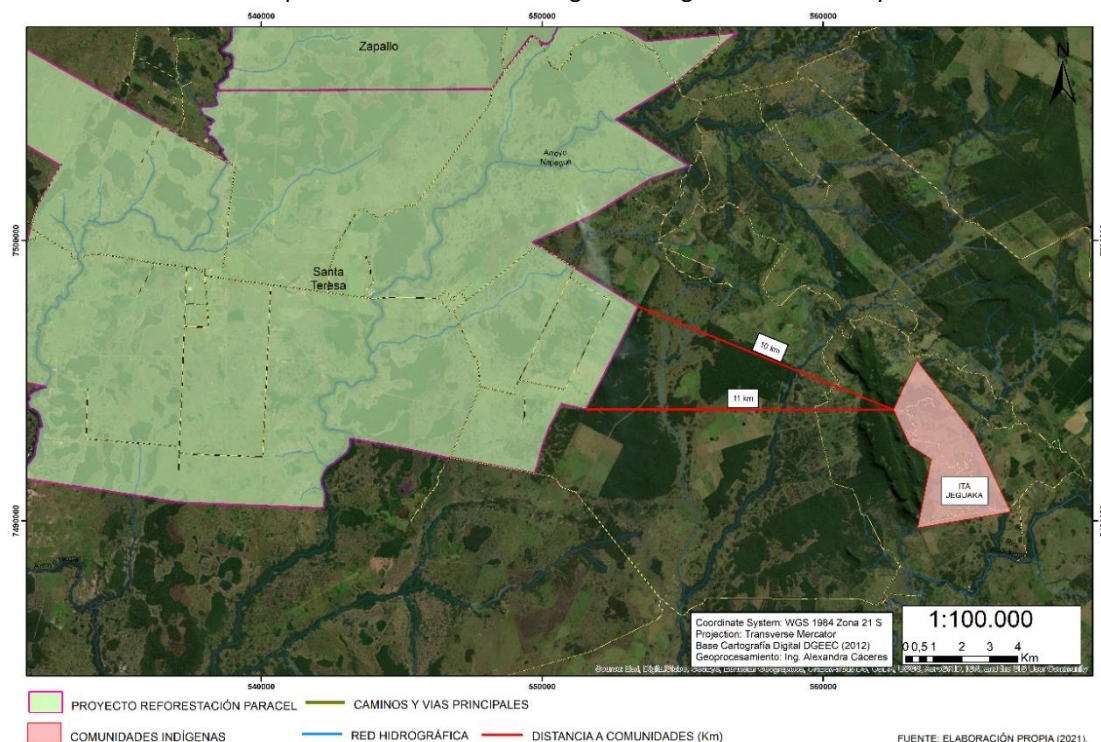 540000 550000 560000
Zapallo
N
Arroyo
Napegue
7500000
Santa
Teresa
10 km
11 km
ITA
JEGUAKA
7490000
Coordinate System: WGS 1984 Zona 21 S
Projection: Transverse Mercator
Base Cartografía Digital DGEEC (2012)
Geoprocesamiento: Ing. Alexandra Cáceres
1:100.000
0 0,5 1 2 3 4
Km
540000 550000 560000
PROYECTO REFORESTACIÓN PARACEL CAMINOS Y VIAS PRINCIPALES
COMUNIDADES INDÍGENAS RED HIDROGRÁFICA DISTANCIA A COMUNIDADES (Km) FUENTE: ELABORACIÓN PROPIA (2021).